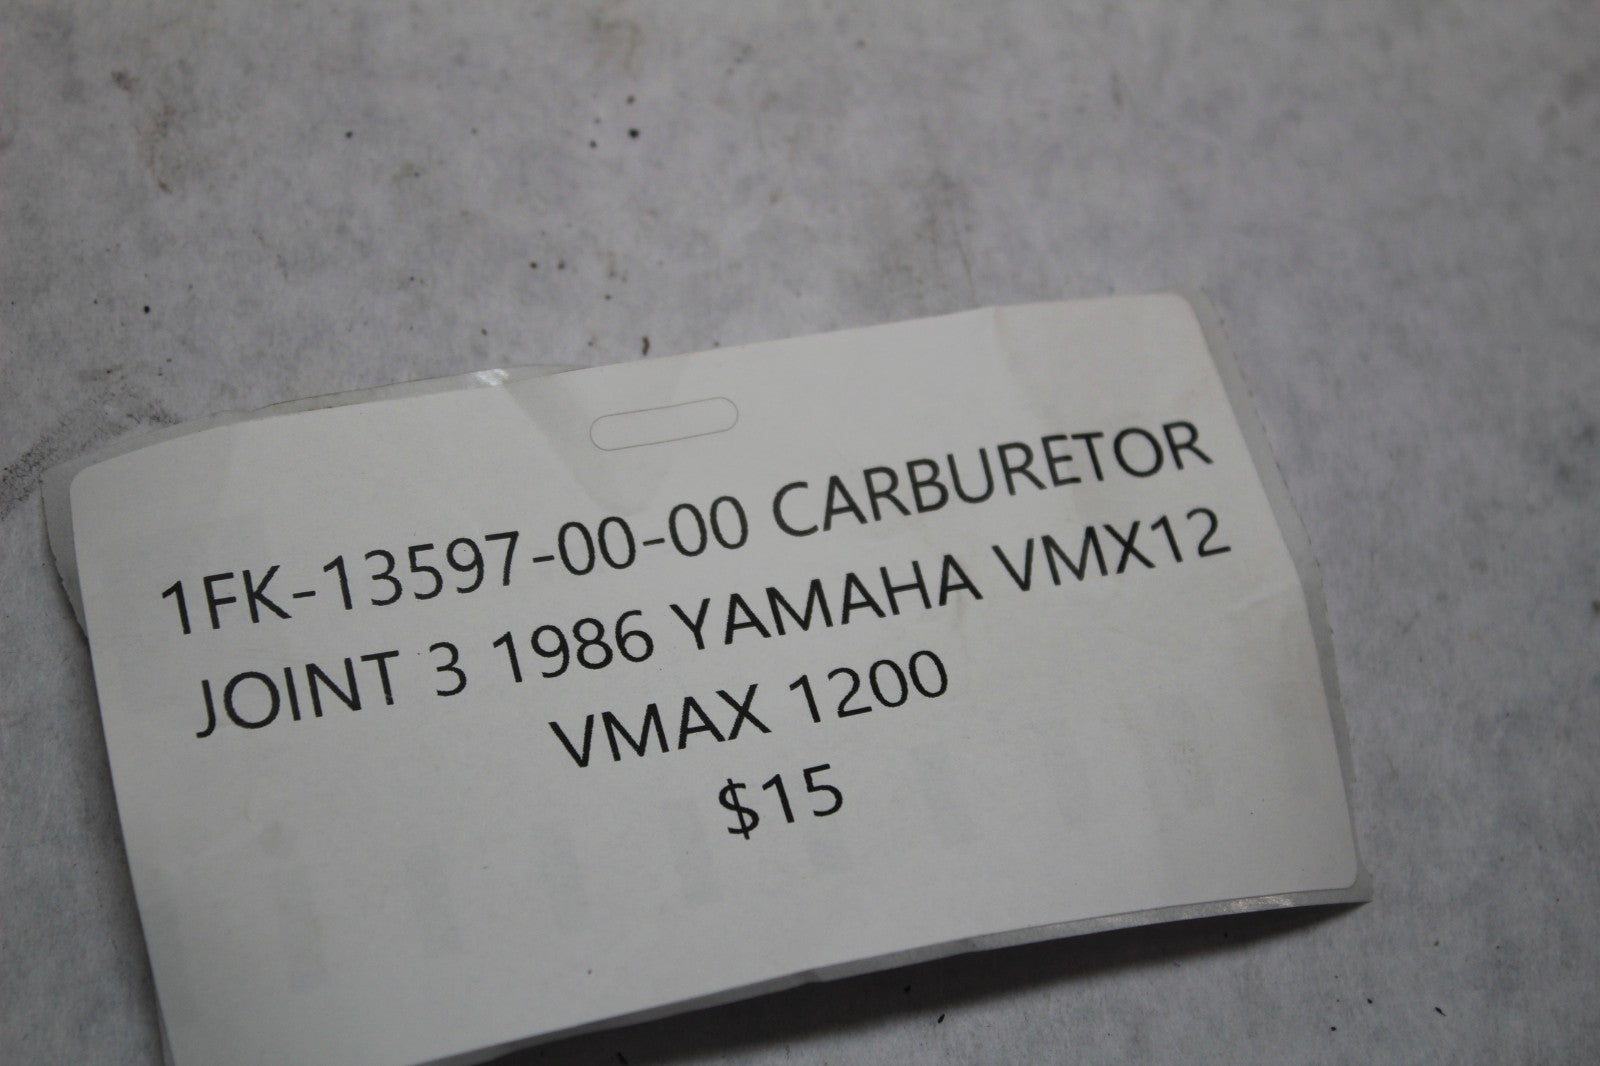 1FK-13597-00-00 CARBURETOR
JOINT 3 1986 YAMAHA VMX12
VMAX 1200
$15